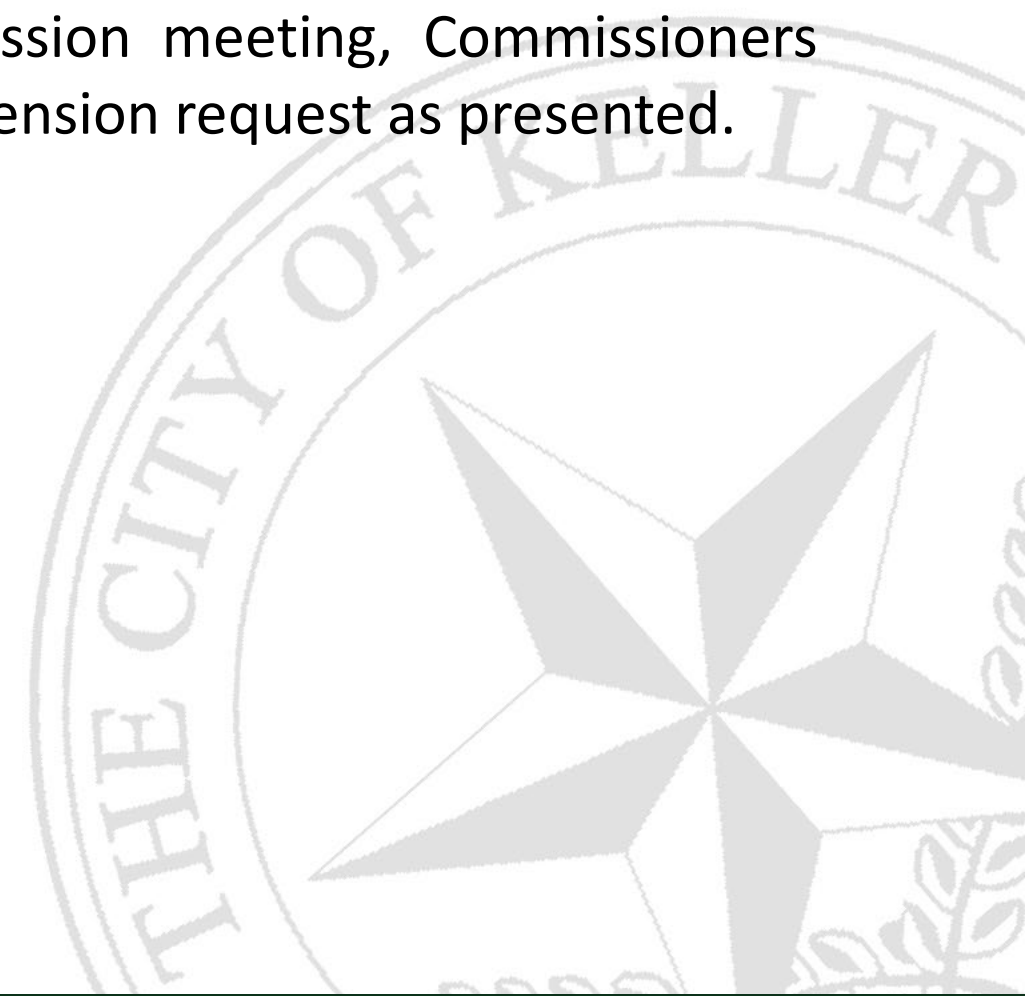 ssion meeting, Commissioners
ension request as presented.
THE CITY OF KELLER